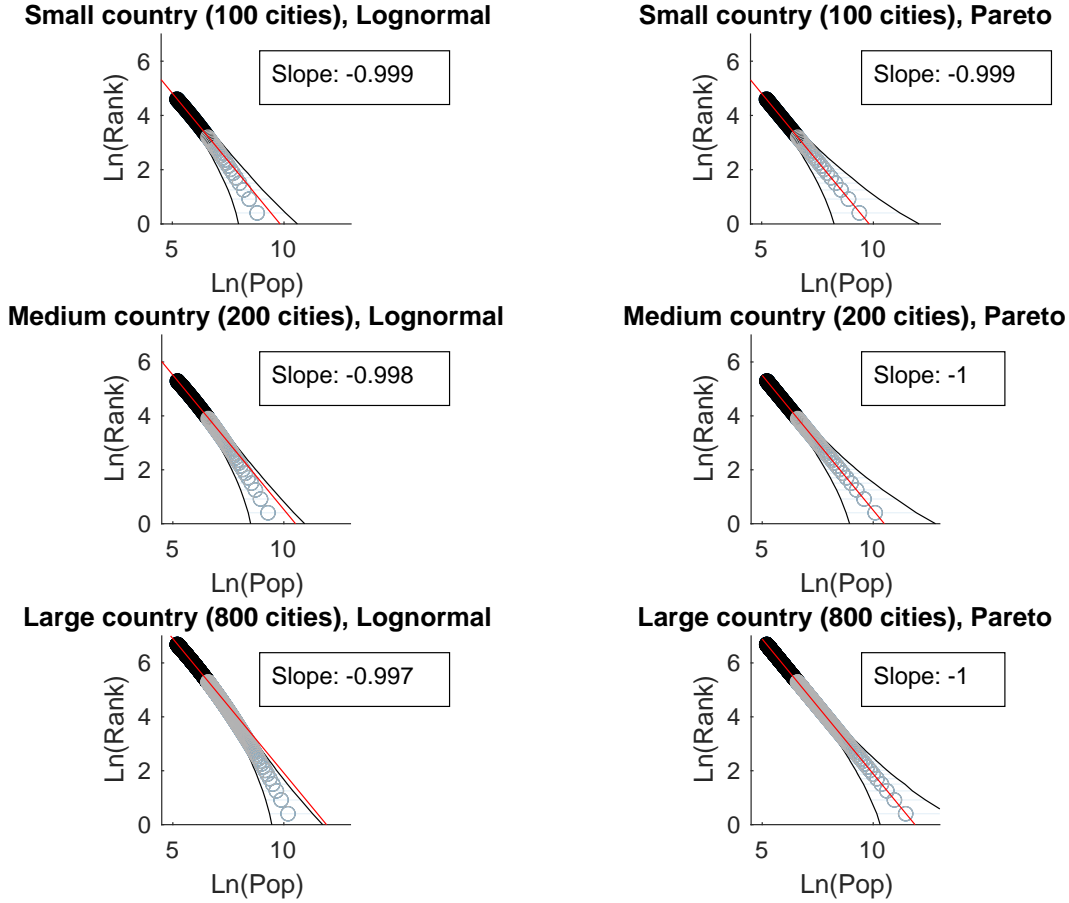 Small country (100 cities), Lognormal
Slope: -0.999
Ln(Rank)
6
4
2
0
5
10
Ln(Pop)
Small country (100 cities), Pareto
Slope: -0.999
Ln(Rank)
6
4
2
0
5
10
Ln(Pop)
Medium country (200 cities), Lognormal
Slope: -0.998
Ln(Rank)
6
4
2
0
5
10
Ln(Pop)
Medium country (200 cities), Pareto
Slope: -1
Ln(Rank)
6
4
2
0
5
10
Ln(Pop)
Large country (800 cities), Lognormal
Slope: -0.997
Ln(Rank)
6
4
2
0
5
10
Ln(Pop)
Large country (800 cities), Pareto
Slope: -1
Ln(Rank)
6
4
2
0
5
10
Ln(Pop)